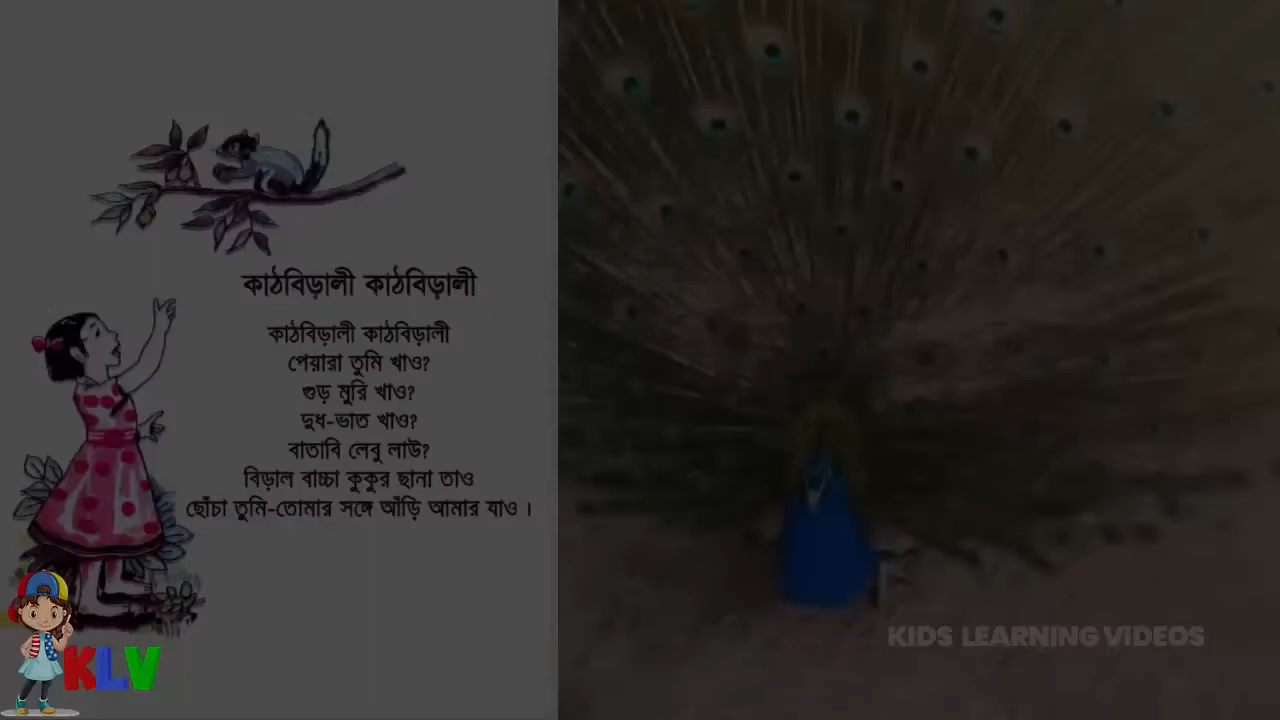 কাঠবিড়ালী কাঠবিড়ালী
কাঠবিড়ালী কাঠবিড়ালী
পেয়ারা তুমি খাও?
গুড় মুরি খাও?
দুধ-ভাত খাও?
বাতাবি লেবু লাউ?
বিড়াল বাচ্চা কুকুর ছানা তাও
ছোঁচা তুমি-তোমার সঙ্গে আঁড়ি আমার যাও ।
KLV
KIDS LEARNING VIDEOS